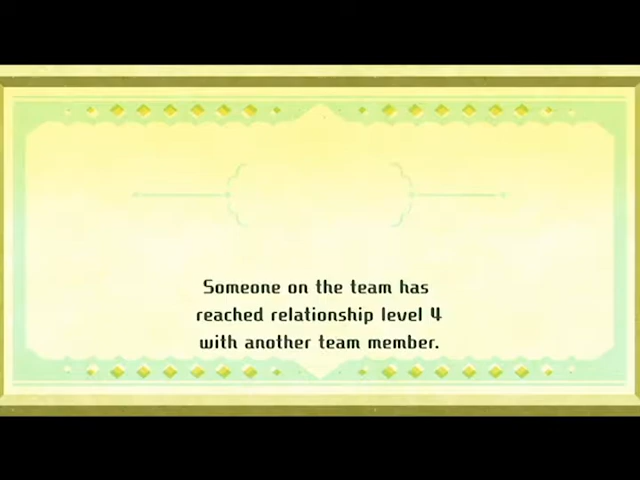 Someone on the team has
reached relationship level 4
with another team member.